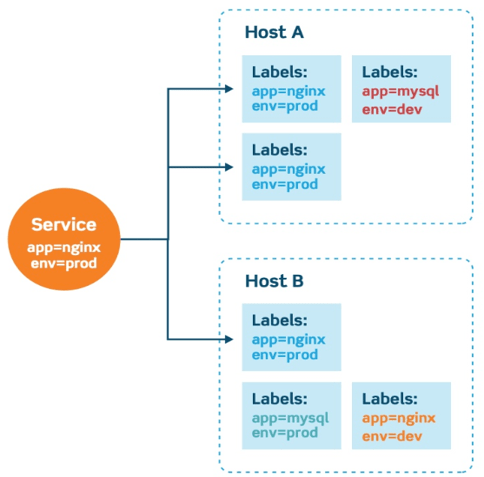 Host A
Labels:
app=nginx
env=prod
Labels:
app=mysql
env=dev
Labels:
app=nginx
env=prod
Service
app=nginx
env=prod
Host B
Labels:
app=nginx
env=prod
Labels:
app=mysql
env=prod
Labels:
app=nginx
env=dev